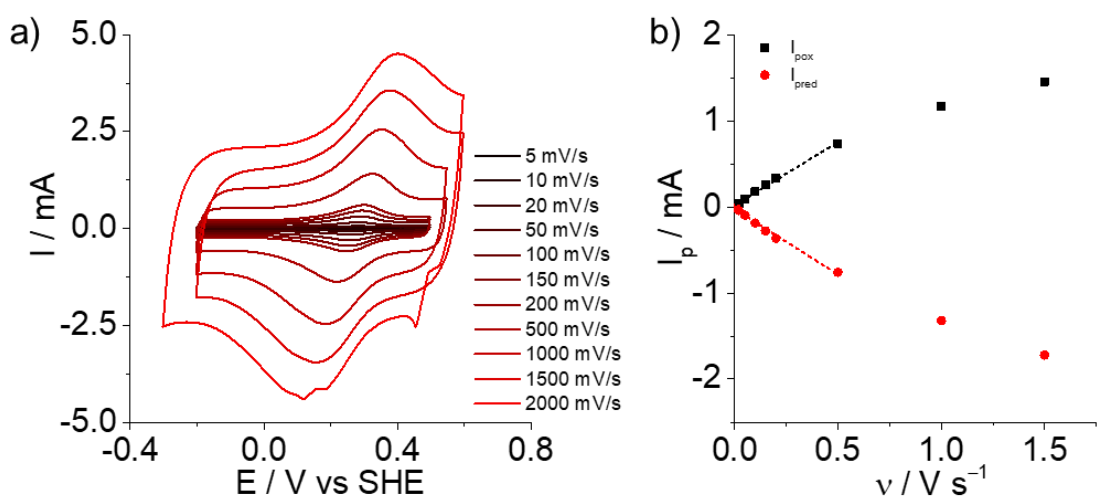 a)
I / mA
5.0
2.5
0.0
-2.5
-5.0
-0.4
0.0
0.4
0.8
E / V vs SHE
5 mV/s
10 mV/s
20 mV/s
50 mV/s
100 mV/s
150 mV/s
200 mV/s
500 mV/s
1000 mV/s
1500 mV/s
2000 mV/s
b)
Iₚ / mA
2
1
0
-1
-2
0.0
0.5
1.0
1.5
ν / V s⁻¹
Ipox
Ipred